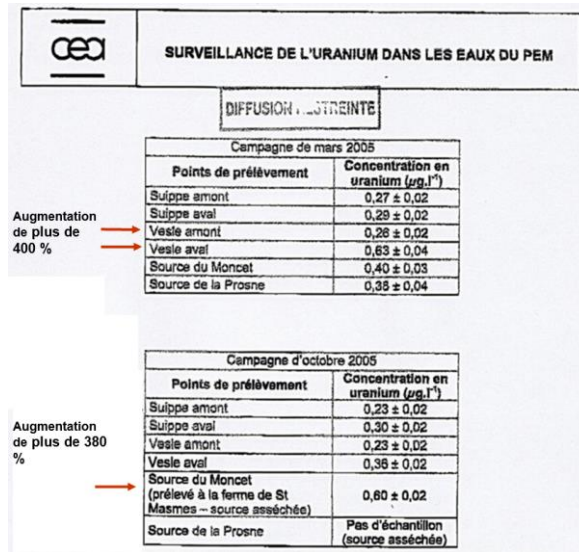 cea
SURVEILLANCE DE L'URANIUM DANS LES EAUX DU PEM
DIFFUSION RESTREINTE
Campagne de mars 2005
Points de prélèvement Concentration en uranium (µg.l⁻¹)
Suippe amont 0,27 ± 0,02
Suippe aval 0,29 ± 0,02
Vesle amont 0,26 ± 0,02
Vesle aval 0,63 ± 0,04
Source du Moncet 0,40 ± 0,03
Source de la Prosne 0,38 ± 0,04
Augmentation
de plus de
400 %
Campagne d'octobre 2005
Points de prélèvement Concentration en uranium (µg.l⁻¹)
Suippe amont 0,23 ± 0,02
Suippe aval 0,30 ± 0,02
Vesle amont 0,23 ± 0,02
Vesle aval 0,36 ± 0,02
Source du Moncet
(prélevé à la ferme de St
Masmes – source asséchée) 0,60 ± 0,02
Source de la Prosne Pas d'échantillon
(source asséchée)
Augmentation
de plus de 380
%